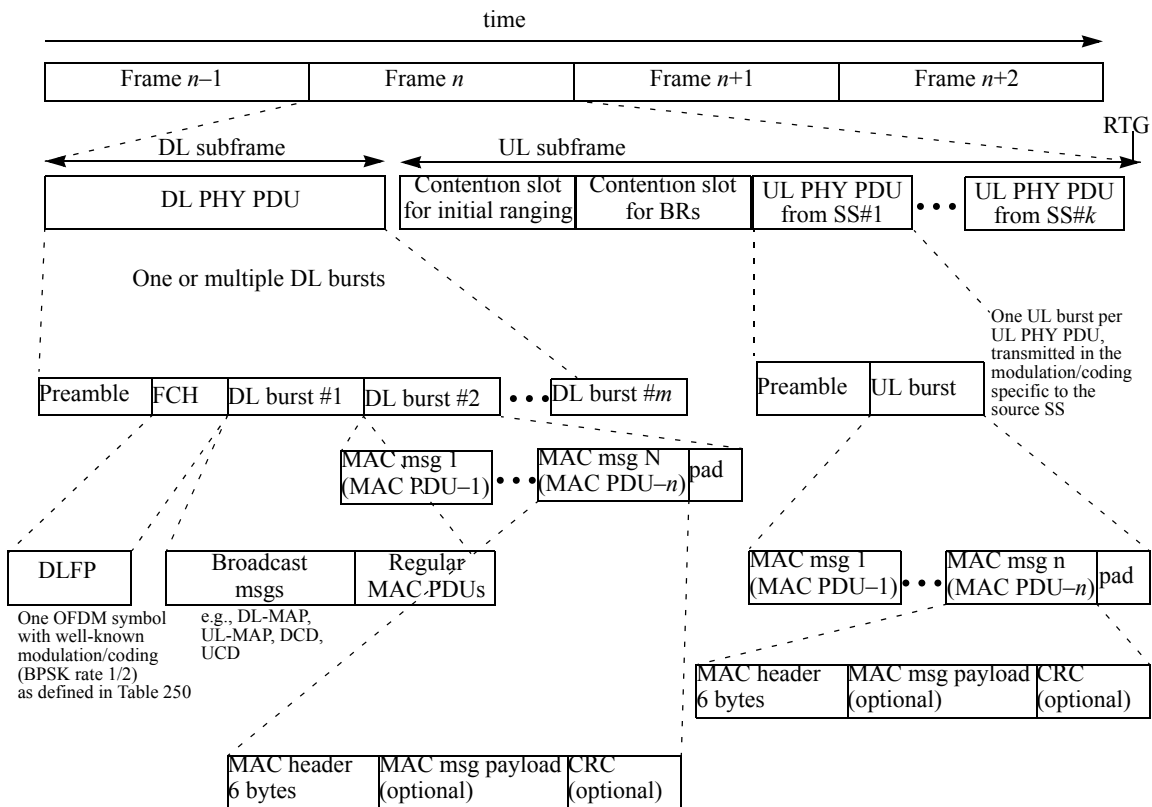 time
Frame n–1
Frame n
Frame n+1
Frame n+2
RTG
DL subframe
UL subframe
DL PHY PDU
Contention slot
for initial ranging
Contention slot
for BRs
UL PHY PDU
from SS#1
•••
UL PHY PDU
from SS#k
One or multiple DL bursts
One UL burst per
UL PHY PDU,
transmitted in the
modulation/coding
specific to the
source SS
Preamble
FCH
DL burst #1
DL burst #2
•••
DL burst #m
Preamble
UL burst
MAC msg 1
(MAC PDU–1)
•••
MAC msg N
(MAC PDU–n)
pad
DLFP
Broadcast
msgs
Regular
MAC PDUs
MAC msg 1
(MAC PDU–1)
•••
MAC msg n
(MAC PDU–n)
pad
One OFDM symbol
with well-known
modulation/coding
(BPSK rate 1/2)
as defined in Table 250
e.g., DL-MAP,
UL-MAP, DCD,
UCD
MAC header
6 bytes
MAC msg payload
(optional)
CRC
(optional)
MAC header
6 bytes
MAC msg payload
(optional)
CRC
(optional)